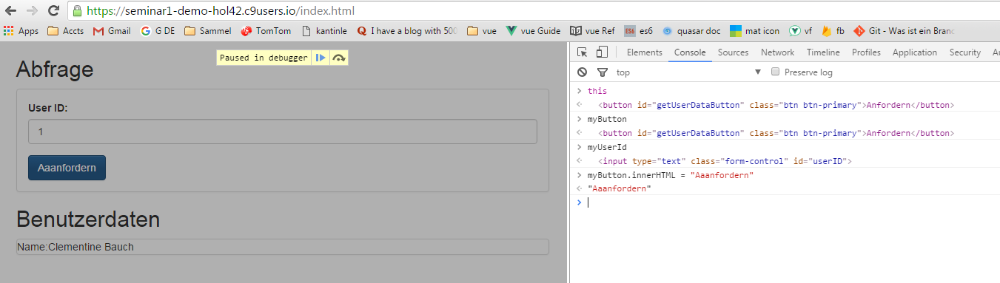 https://seminar1-demo-hol42.c9users.io/index.html
Apps Accts Gmail G DE Sammel TomTom kantinle I have a blog with 500 vue vue Guide vue Ref ES6 es6 quasar doc mat icon vf fb Git - Was ist ein Bran
Paused in debugger
Abfrage
User ID:
1
Aaanfordern
Benutzerdaten
Name:Clementine Bauch
Elements Console Sources Network Timeline Profiles Application Security Au
top Preserve log
this
<button id="getUserDataButton" class="btn btn-primary">Anfordern</button>
myButton
<button id="getUserDataButton" class="btn btn-primary">Anfordern</button>
myUserId
<input type="text" class="form-control" id="userID">
myButton.innerHTML = "Aaanfordern"
"Aaanfordern"